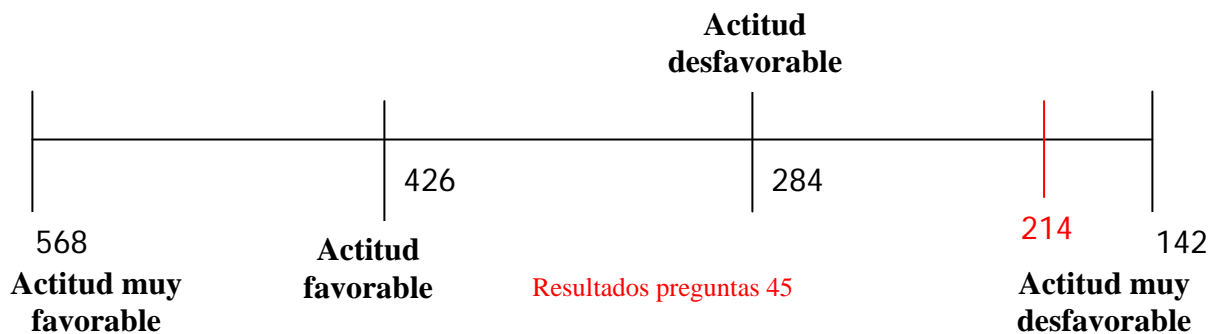 Actitud
desfavorable
426
284
568
214
142
Actitud muy
favorable
Actitud
favorable
Resultados preguntas 45
Actitud muy
desfavorable